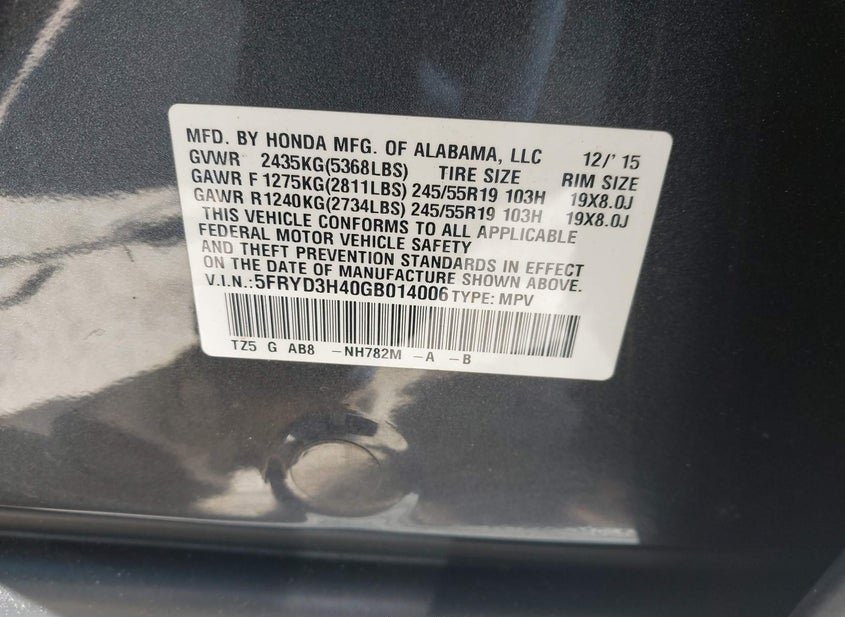 MFD. BY HONDA MFG. OF ALABAMA, LLC 12/' 15
GVWR 2435KG(5368LBS) TIRE SIZE RIM SIZE
GAWR F 1275KG(2811LBS) 245/55R19 103H 19X8.0J
GAWR R1240KG(2734LBS) 245/55R19 103H 19X8.0J
THIS VEHICLE CONFORMS TO ALL APPLICABLE
FEDERAL MOTOR VEHICLE SAFETY
AND THEFT PREVENTION STANDARDS IN EFFECT
ON THE DATE OF MANUFACTURE SHOWN ABOVE.
V.I.N.:5FRYD3H40GB014006 TYPE: MPV
TZ5 G AB8 -NH782M -A -B